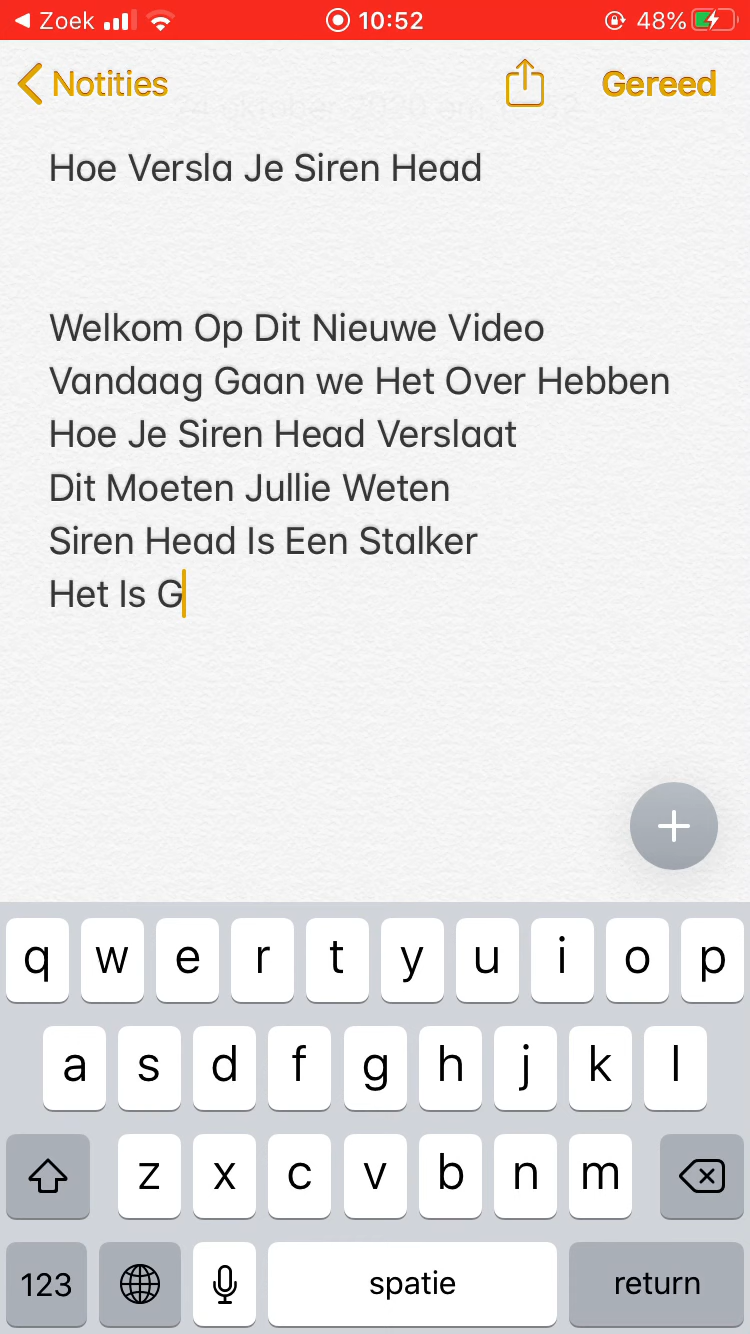 Zoek 10:52 48%
Notities Gereed
Hoe Versla Je Siren Head
Welkom Op Dit Nieuwe Video
Vandaag Gaan we Het Over Hebben
Hoe Je Siren Head Verslaat
Dit Moeten Jullie Weten
Siren Head Is Een Stalker
Het Is G
q w e r t y u i o p
a s d f g h j k l
z x c v b n m
123 spatie return